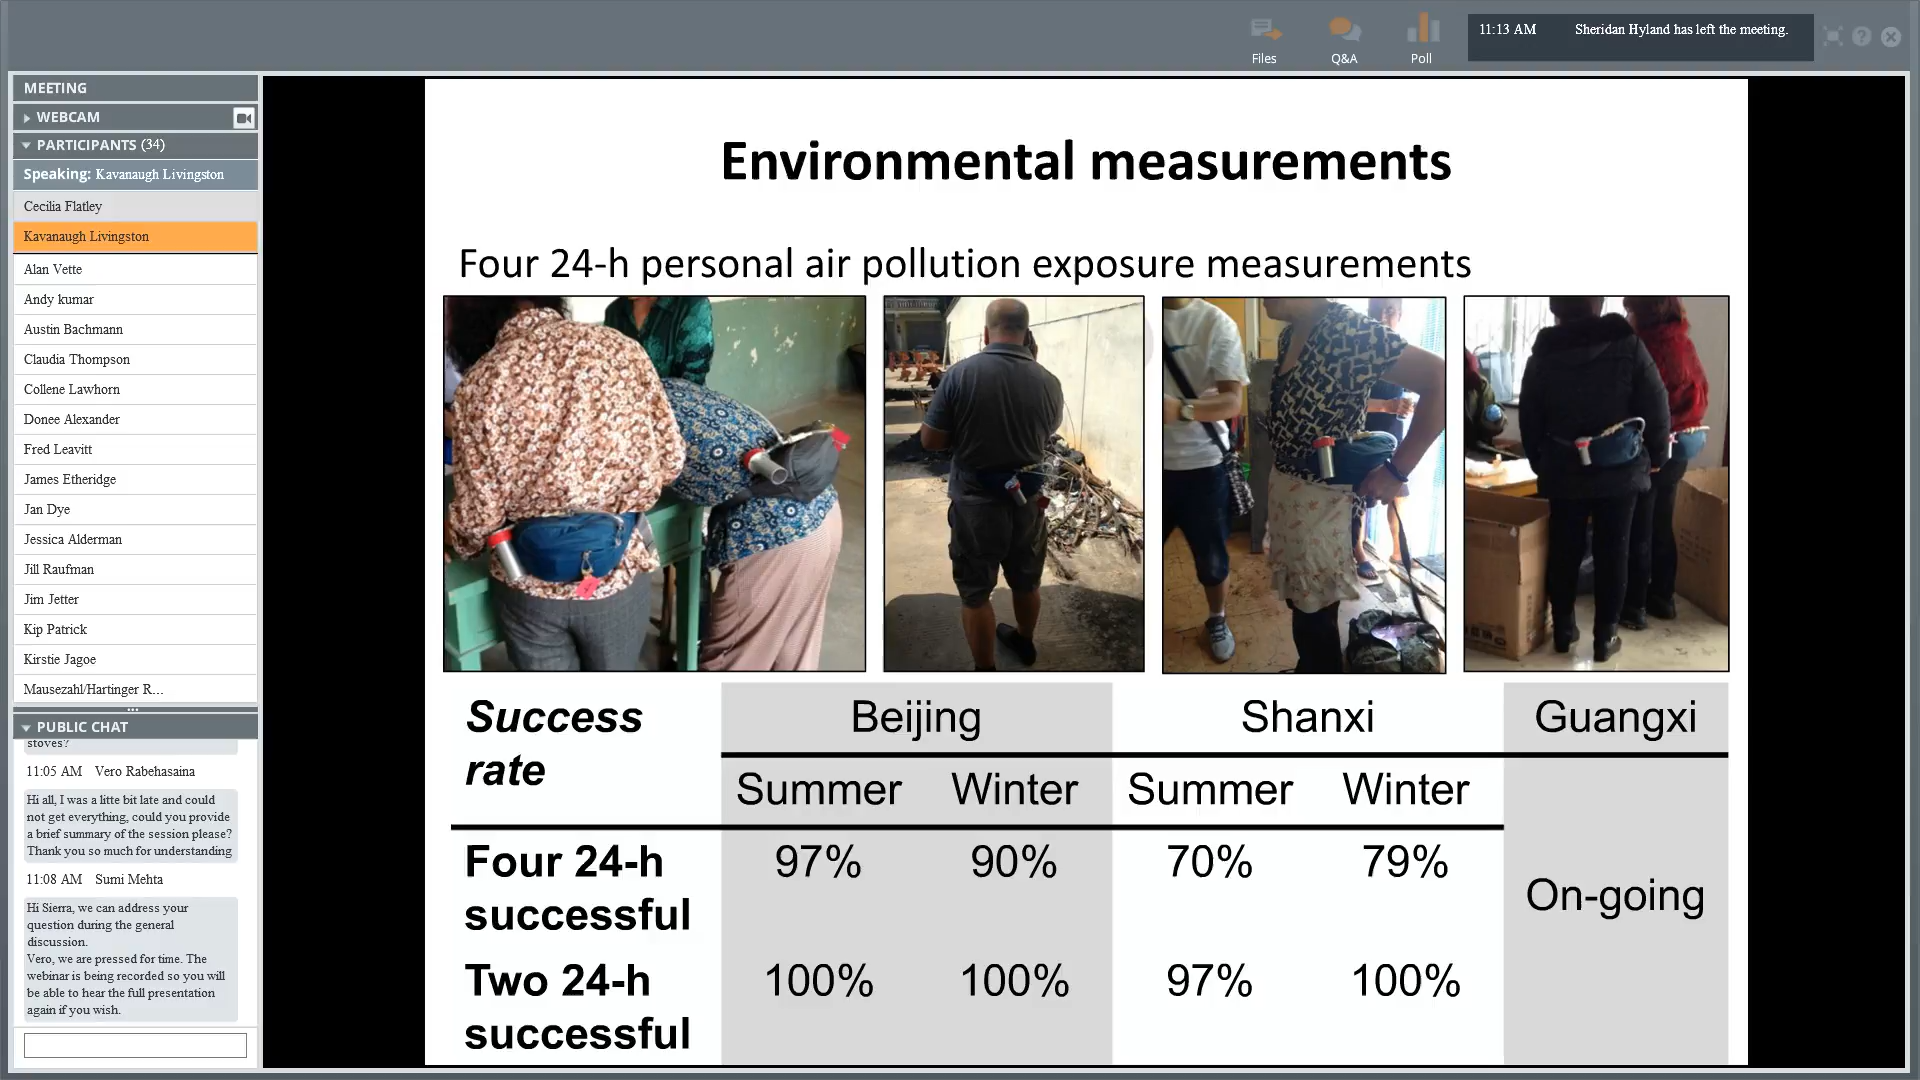 Files
Q&A
Poll
11:13 AM Sheridan Hyland has left the meeting.
MEETING
WEBCAM
PARTICIPANTS (34)
Speaking: Kavanaugh Livingston
Cecilia Flatley
Kavanaugh Livingston
Alan Vette
Andy kumar
Austin Bachmann
Claudia Thompson
Collene Lawhorn
Donee Alexander
Fred Leavitt
James Etheridge
Jan Dye
Jessica Alderman
Jill Raufman
Jim Jetter
Kip Patrick
Kirstie Jagoe
Mausezahl/Hartinger R...
PUBLIC CHAT
stoves?
11:05 AM Vero Rabehasaina
Hi all, I was a litte bit late and could
not get everything, could you provide
a brief summary of the session please?
Thank you so much for understanding
11:08 AM Sumi Mehta
Hi Sierra, we can address your
question during the general
discussion.
Vero, we are pressed for time. The
webinar is being recorded so you will
be able to hear the full presentation
again if you wish.
Environmental measurements
Four 24-h personal air pollution exposure measurements
Success rate Beijing Shanxi Guangxi
Summer Winter Summer Winter
Four 24-h successful 97% 90% 70% 79% On-going
Two 24-h successful 100% 100% 97% 100%